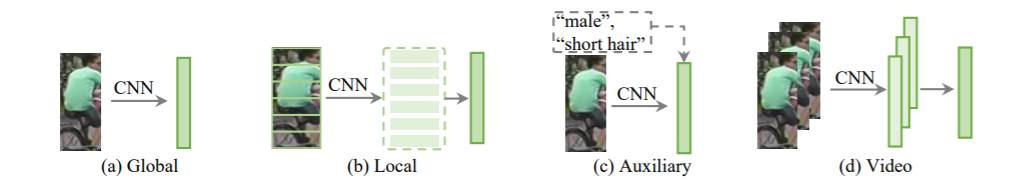 CNN
(a) Global
CNN
(b) Local
“male”,
“short hair”
CNN
(c) Auxiliary
CNN
(d) Video